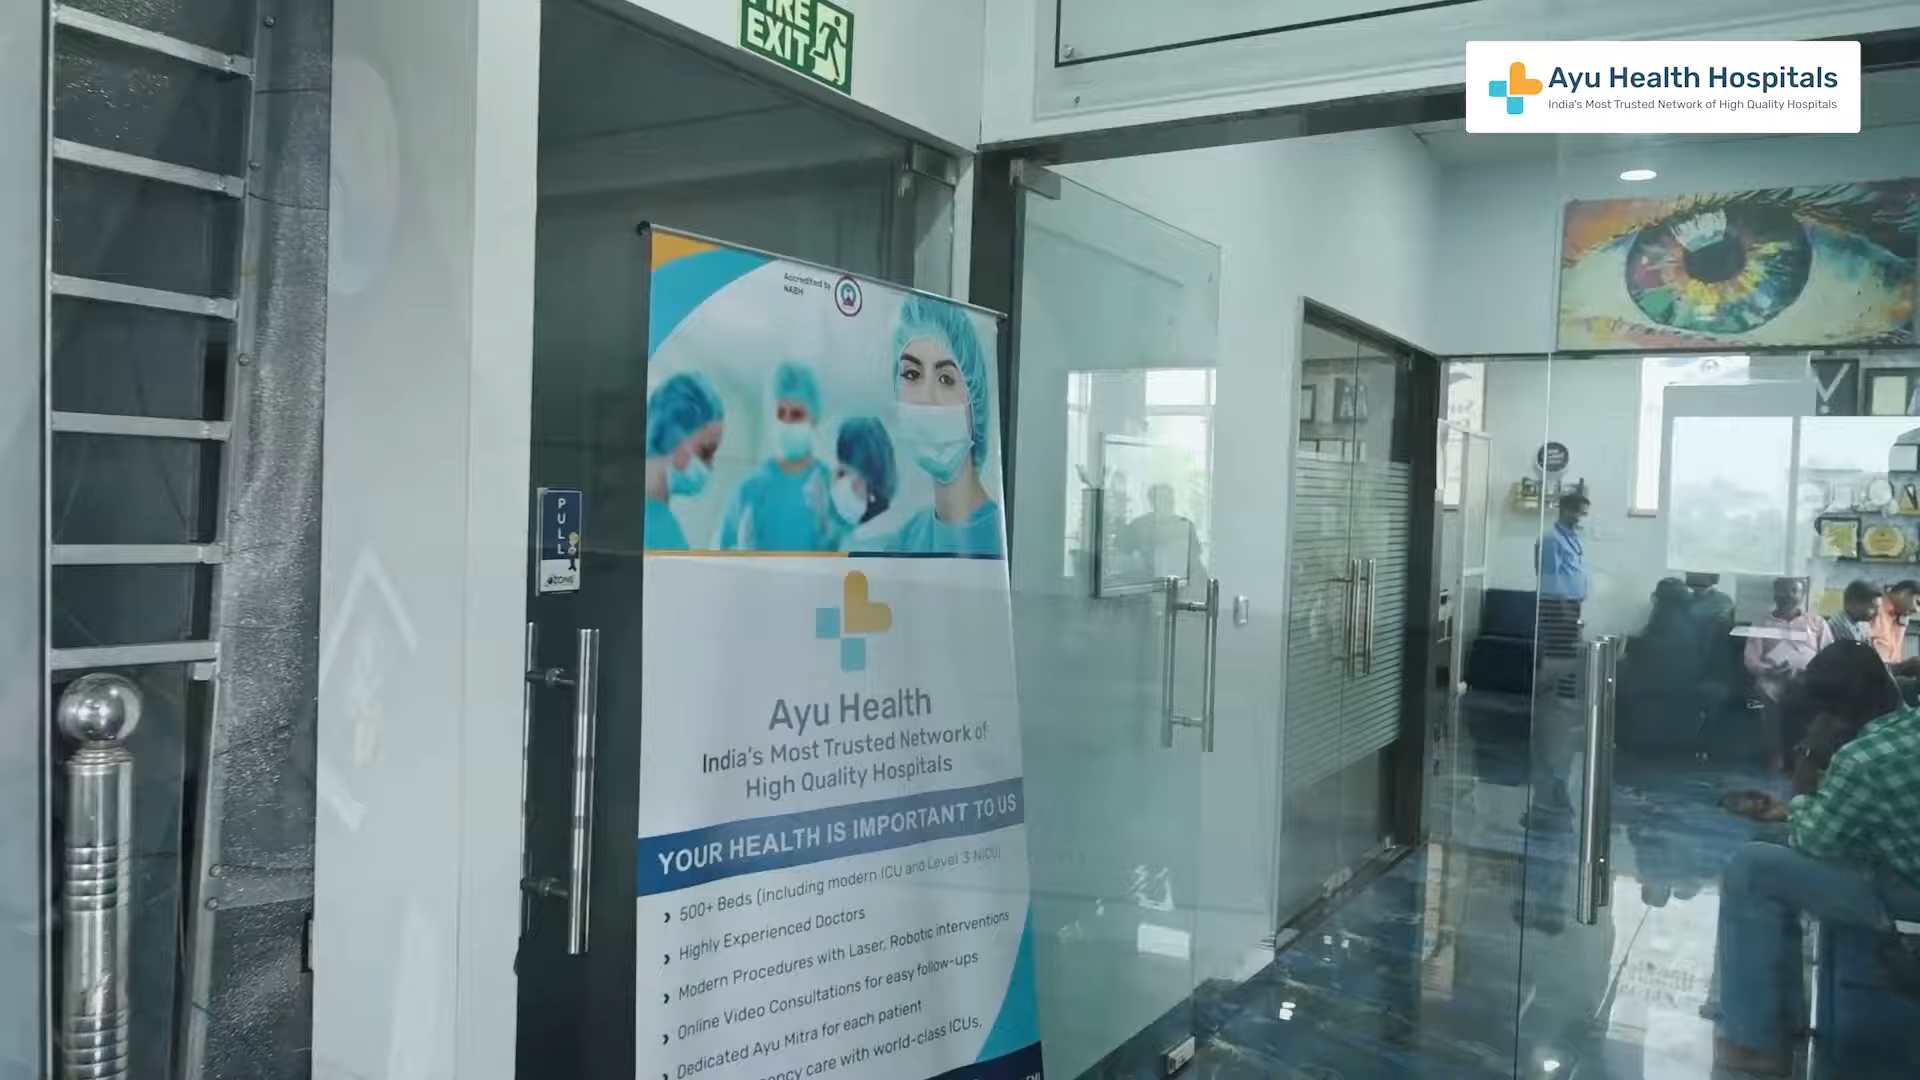 FIRE
EXIT
Ayu Health Hospitals
India's Most Trusted Network of High Quality Hospitals
Accredited by
NABH
PULL
OZONE
Ayu Health
India's Most Trusted Network of
High Quality Hospitals
YOUR HEALTH IS IMPORTANT TO US
500+ Beds (including modern ICU and Level 3 NICU)
Highly Experienced Doctors
Modern Procedures with Laser, Robotic interventions
Online Video Consultations for easy follow-ups
Dedicated Ayu Mitra for each patient
care with world-class ICUs,